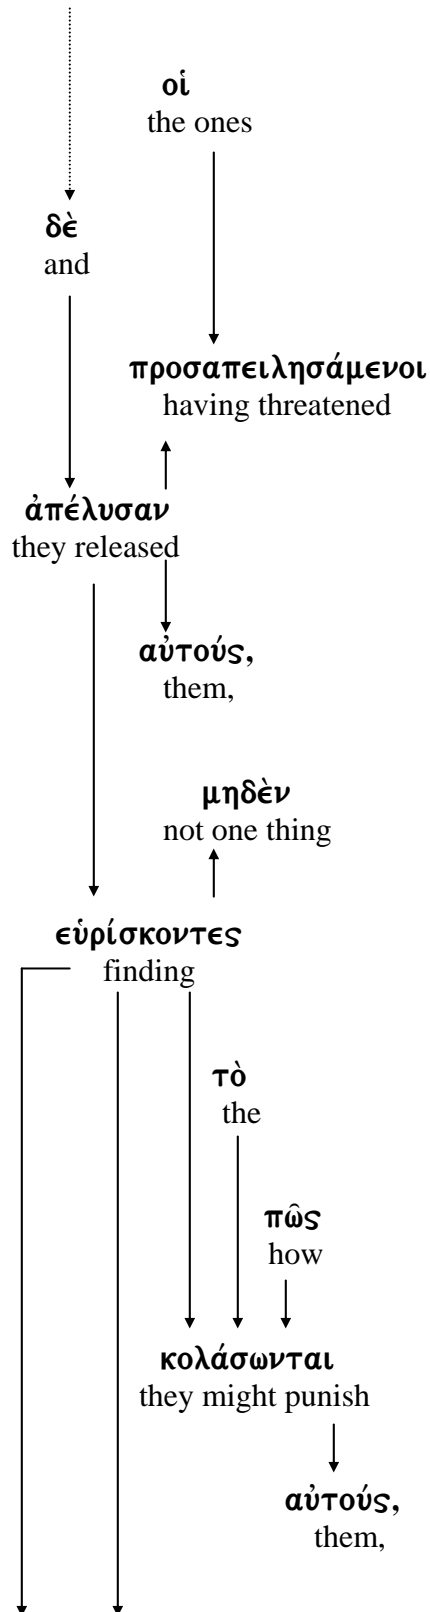 οἱ
the ones
δὲ
and
προσαπειλησάμενοι
having threatened
ἀπέλυσαν
they released
αὐτούς,
them,
μηδὲν
not one thing
εὑρίσκοντες
finding
τὸ
the
πῶς
how
κολάσωνται
they might punish
αὐτούς,
them,